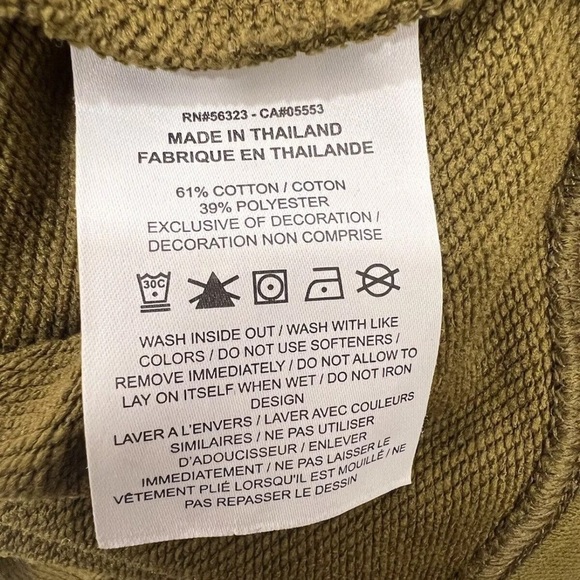 RN#56323 - CA#05553
MADE IN THAILAND
FABRIQUE EN THAILANDE
61% COTTON / COTON
39% POLYESTER
EXCLUSIVE OF DECORATION /
DECORATION NON COMPRISE
30C
WASH INSIDE OUT / WASH WITH LIKE
COLORS / DO NOT USE SOFTENERS /
REMOVE IMMEDIATELY / DO NOT ALLOW TO
LAY ON ITSELF WHEN WET / DO NOT IRON
DESIGN
LAVER A L'ENVERS / LAVER AVEC COULEURS
SIMILAIRES / NE PAS UTILISER
D'ADOUCISSEUR / ENLEVER
IMMEDIATEMENT / NE PAS LAISSER LE
VÊTEMENT PLIÉ LORSQU'IL EST MOUILLÉ / NE
PAS REPASSER LE DESSIN